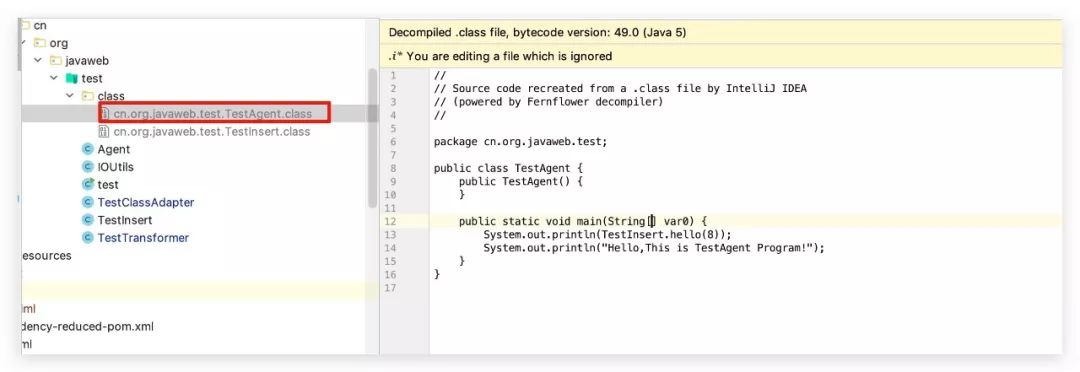 cn
org
javaweb
test
class
cn.org.javaweb.test.TestAgent.class
cn.org.javaweb.test.TestInsert.class
Agent
IOUtils
test
TestClassAdapter
TestInsert
TestTransformer
esources
ml
dency-reduced-pom.xml
ml
Decompiled .class file, bytecode version: 49.0 (Java 5)
.i* You are editing a file which is ignored
1 //
2 // Source code recreated from a .class file by IntelliJ IDEA
3 // (powered by Fernflower decompiler)
4 //
5
6 package cn.org.javaweb.test;
7
8 public class TestAgent {
9 public TestAgent() {
10 }
11
12 public static void main(String[] var0) {
13 System.out.println(TestInsert.hello(8));
14 System.out.println("Hello,This is TestAgent Program!");
15 }
16 }
17